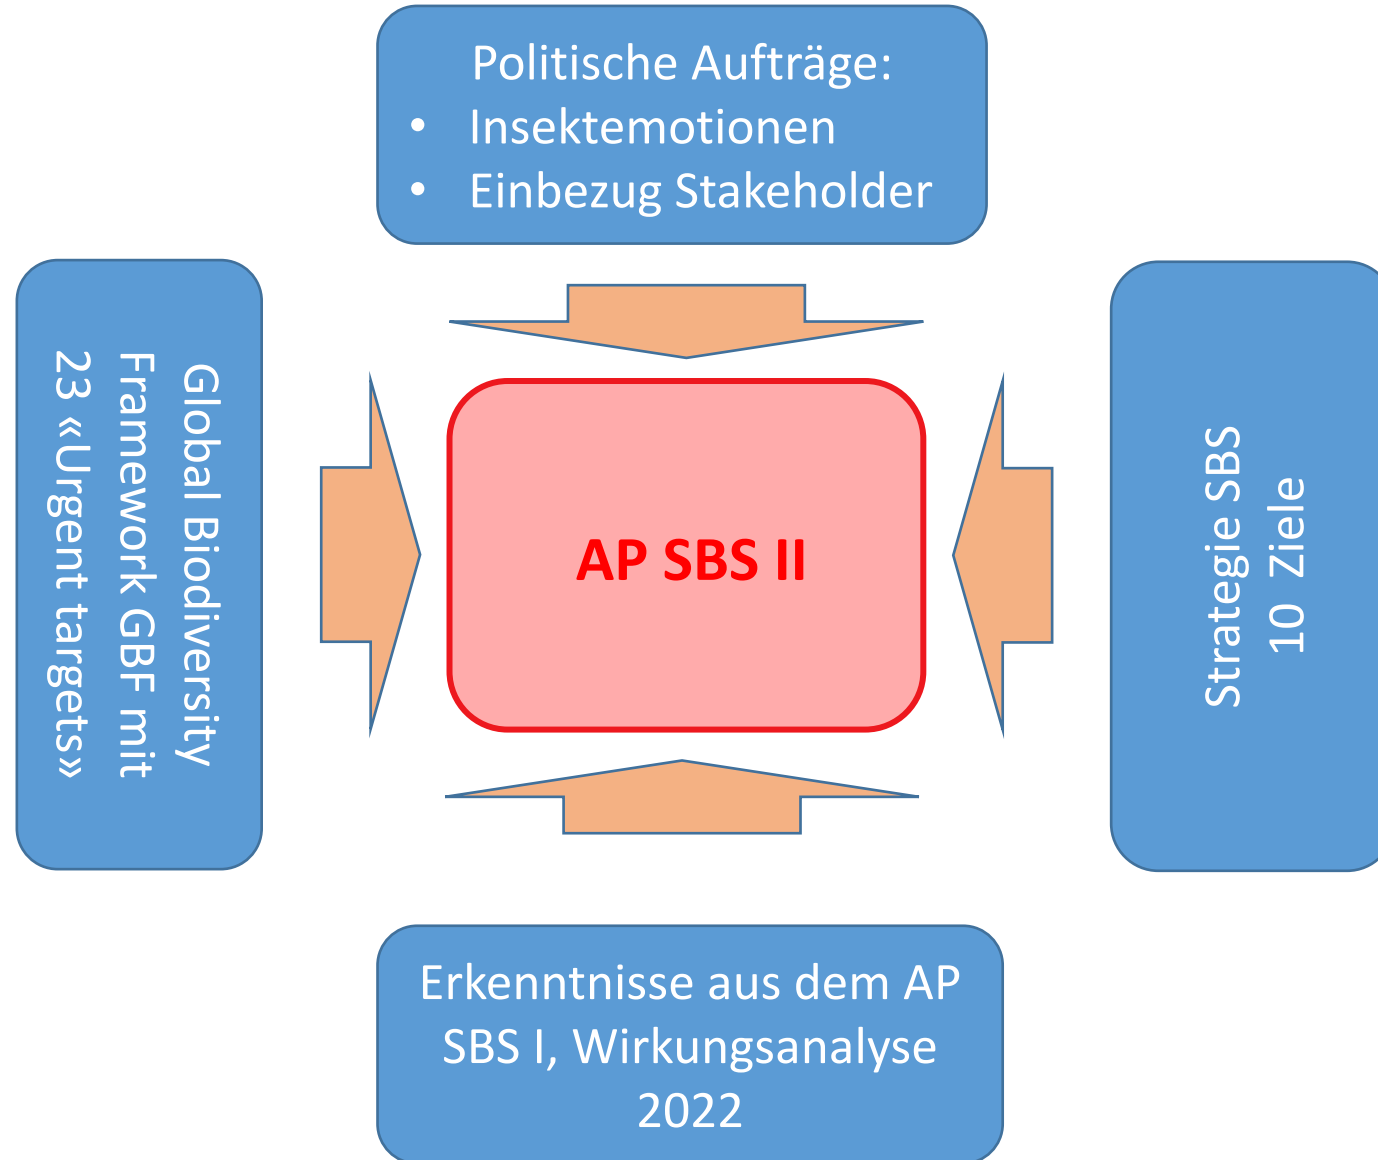 Politische Aufträge:
• Insektemotionen
• Einbezug Stakeholder
Global Biodiversity
Framework GBF mit
23 «Urgent targets»
AP SBS II
Strategie SBS
10 Ziele
Erkenntnisse aus dem AP
SBS I, Wirkungsanalyse
2022